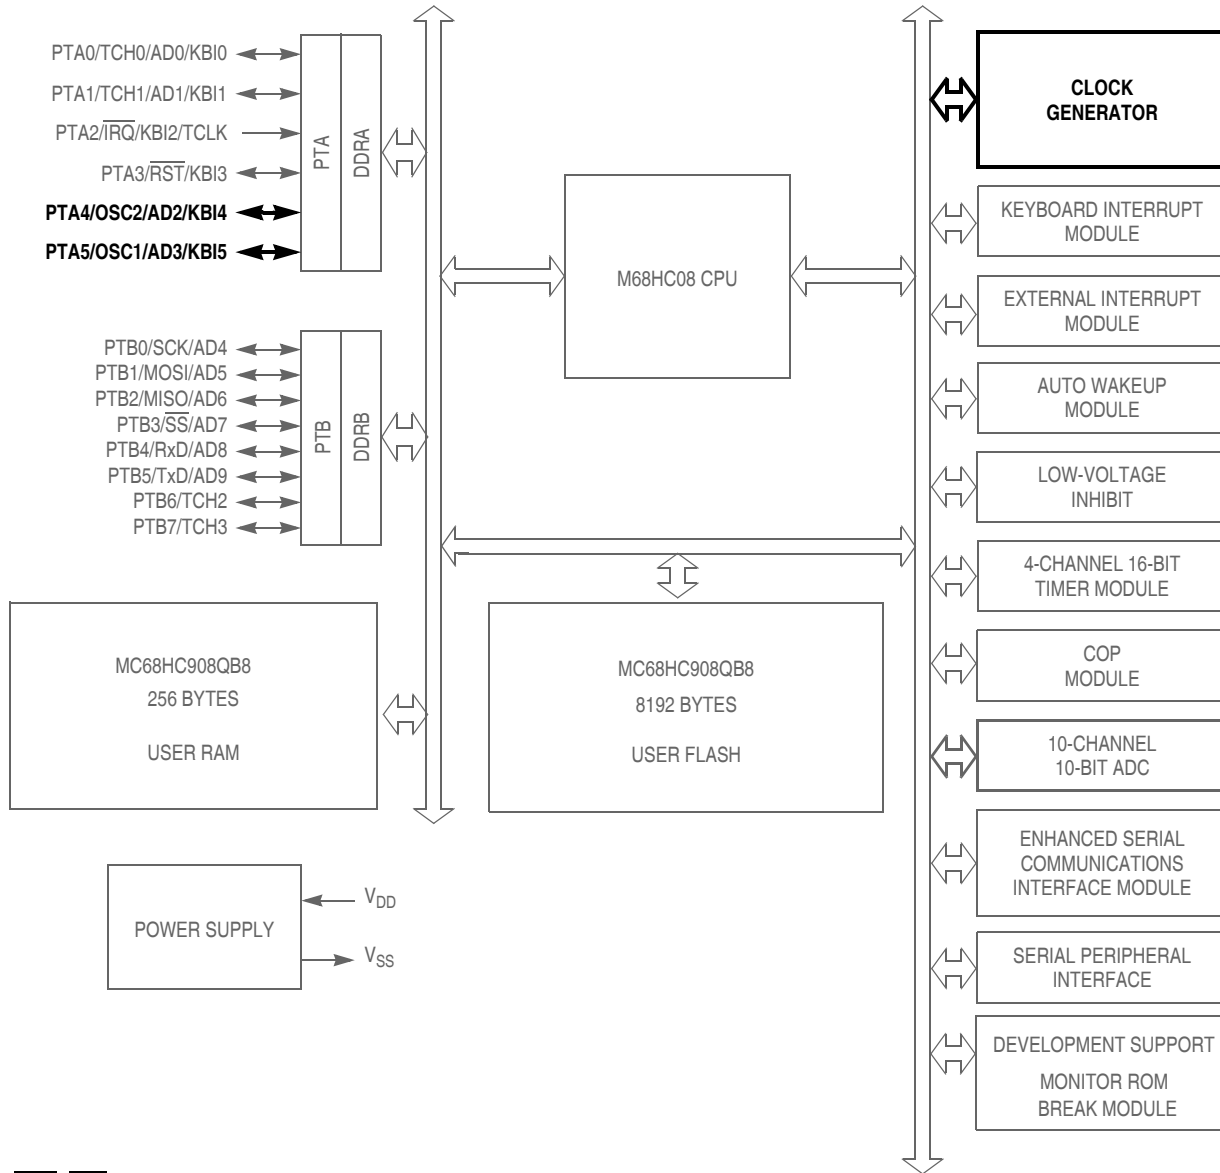 PTA0/TCH0/AD0/KBI0
PTA1/TCH1/AD1/KBI1
PTA2/IRQ/KBI2/TCLK
PTA3/RST/KBI3
PTA4/OSC2/AD2/KBI4
PTA5/OSC1/AD3/KBI5
PTA
DDRA
PTB0/SCK/AD4
PTB1/MOSI/AD5
PTB2/MISO/AD6
PTB3/SS/AD7
PTB4/RxD/AD8
PTB5/TxD/AD9
PTB6/TCH2
PTB7/TCH3
PTB
DDRB
M68HC08 CPU
MC68HC908QB8
256 BYTES
USER RAM
MC68HC908QB8
8192 BYTES
USER FLASH
POWER SUPPLY
VDD
VSS
CLOCK
GENERATOR
KEYBOARD INTERRUPT
MODULE
EXTERNAL INTERRUPT
MODULE
AUTO WAKEUP
MODULE
LOW-VOLTAGE
INHIBIT
4-CHANNEL 16-BIT
TIMER MODULE
COP
MODULE
10-CHANNEL
10-BIT ADC
ENHANCED SERIAL
COMMUNICATIONS
INTERFACE MODULE
SERIAL PERIPHERAL
INTERFACE
DEVELOPMENT SUPPORT
MONITOR ROM
BREAK MODULE